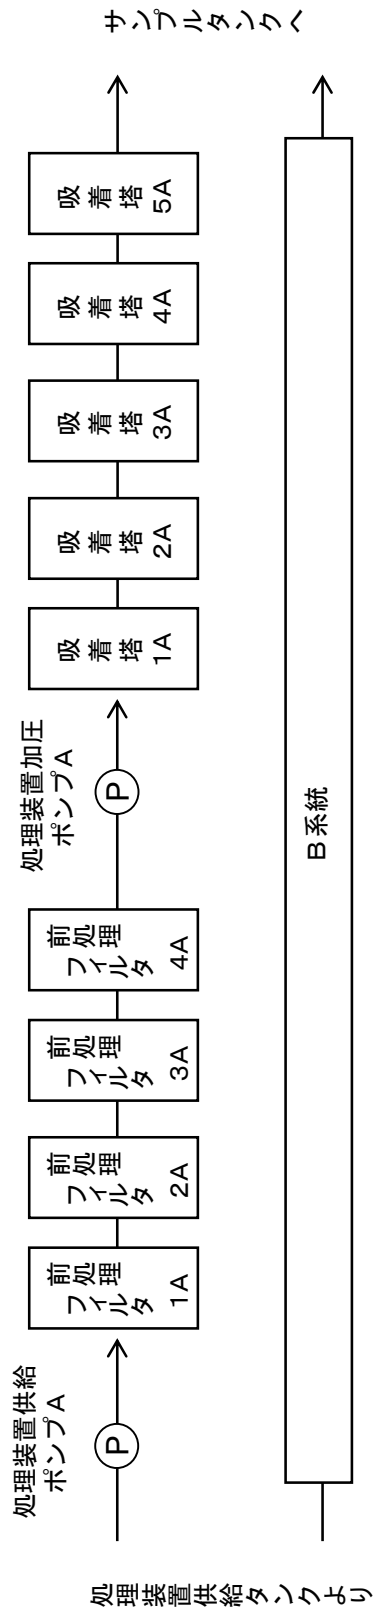 処理装置供給タンクより
処理装置供給
ポンプA
P
前処理
フィルタ
1A
前処理
フィルタ
2A
前処理
フィルタ
3A
前処理
フィルタ
4A
処理装置加圧
ポンプA
P
吸着塔
1A
吸着塔
2A
吸着塔
3A
吸着塔
4A
吸着塔
5A
サンプルタンクへ
B系統